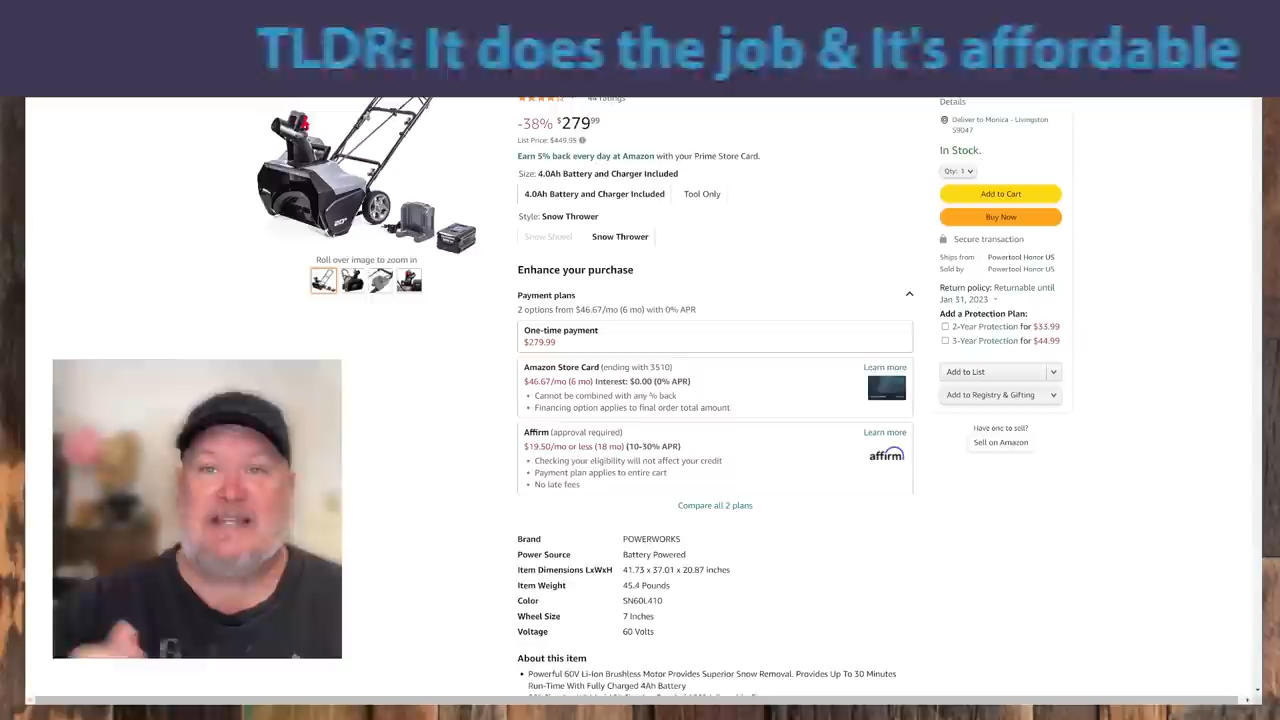 TLDR: It does the job & It's affordable
44 ratings
-38% $279.99
List Price: $449.95
Earn 5% back every day at Amazon with your Prime Store Card.
Size: 4.0Ah Battery and Charger Included
4.0Ah Battery and Charger Included Tool Only
Style: Snow Thrower
Snow Shovel Snow Thrower
Roll over image to zoom in
Enhance your purchase
Payment plans
2 options from $46.67/mo (6 mo) with 0% APR
One-time payment
$279.99
Amazon Store Card (ending with 3510) Learn more
$46.67/mo (6 mo) Interest: $0.00 (0% APR)
• Cannot be combined with any % back
• Financing option applies to final order total amount
Affirm (approval required) Learn more
$19.50/mo or less (18 mo) (10-30% APR)
affirm
• Checking your eligibility will not affect your credit
• Payment plan applies to entire cart
• No late fees
Compare all 2 plans
Brand POWERWORKS
Power Source Battery Powered
Item Dimensions LxWxH 41.73 x 37.01 x 20.87 inches
Item Weight 45.4 Pounds
Color SN60L410
Wheel Size 7 Inches
Voltage 60 Volts
About this item
• Powerful 60V Li-Ion Brushless Motor Provides Superior Snow Removal. Provides Up To 30 Minutes
Run-Time With Fully Charged 4Ah Battery
Details
Deliver to Monica - Livingston
59047
In Stock.
Qty: 1
Add to Cart
Buy Now
Secure transaction
Ships from Powertool Honor US
Sold by Powertool Honor US
Return policy: Returnable until
Jan 31, 2023
Add a Protection Plan:
2-Year Protection for $33.99
3-Year Protection for $44.99
Add to List
Add to Registry & Gifting
Have one to sell?
Sell on Amazon